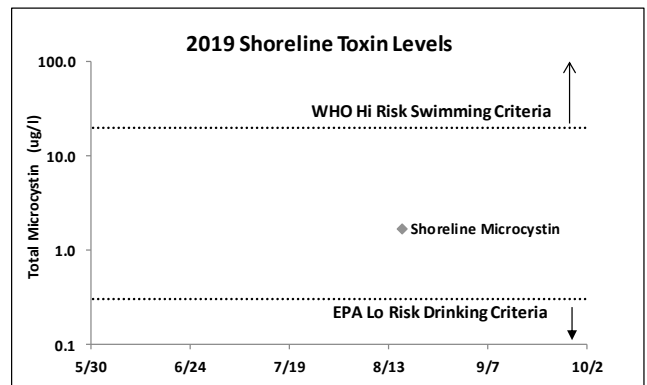 2019 Shoreline Toxin Levels
Total Microcystin (ug/l)
100.0
10.0
1.0
0.1
WHO Hi Risk Swimming Criteria
Shoreline Microcystin
EPA Lo Risk Drinking Criteria
5/30 6/24 7/19 8/13 9/7 10/2